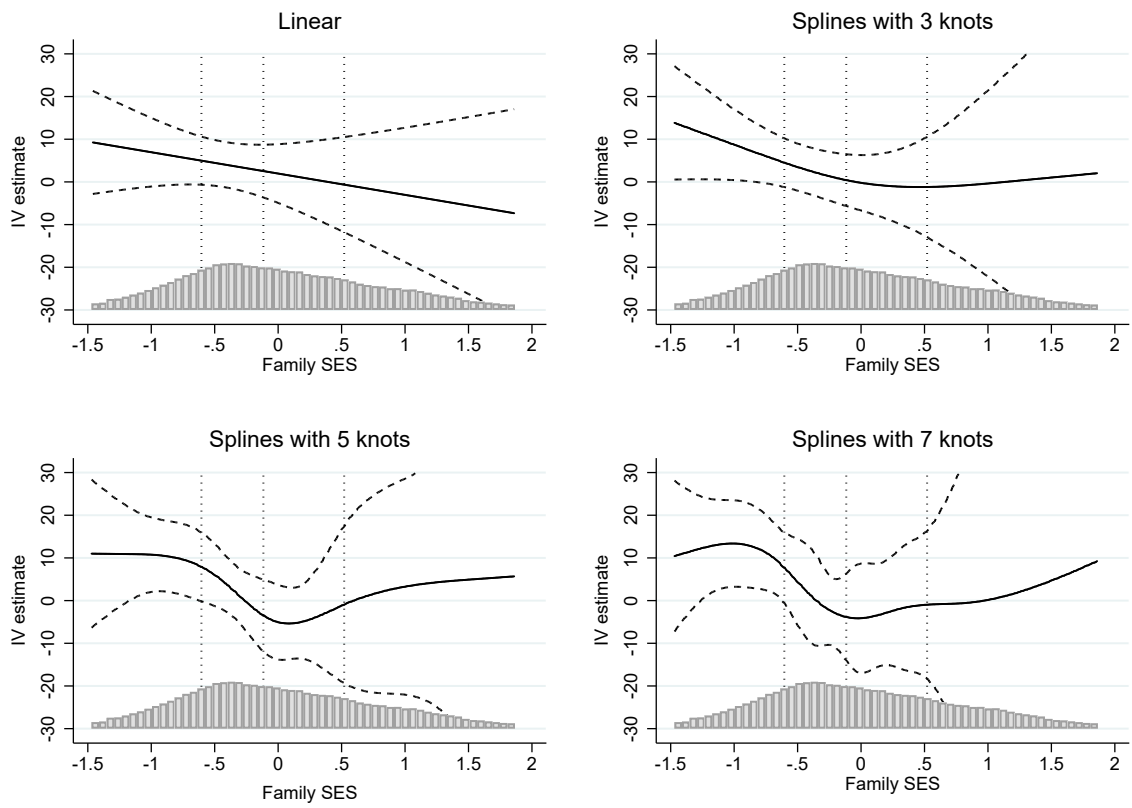 Linear
30
20
10
0
-10
-20
-30
IV estimate
-1.5 -1 -.5 0 .5 1 1.5 2
Family SES
Splines with 3 knots
30
20
10
0
-10
-20
-30
IV estimate
-1.5 -1 -.5 0 .5 1 1.5 2
Family SES
Splines with 5 knots
30
20
10
0
-10
-20
-30
IV estimate
-1.5 -1 -.5 0 .5 1 1.5 2
Family SES
Splines with 7 knots
30
20
10
0
-10
-20
-30
IV estimate
-1.5 -1 -.5 0 .5 1 1.5 2
Family SES